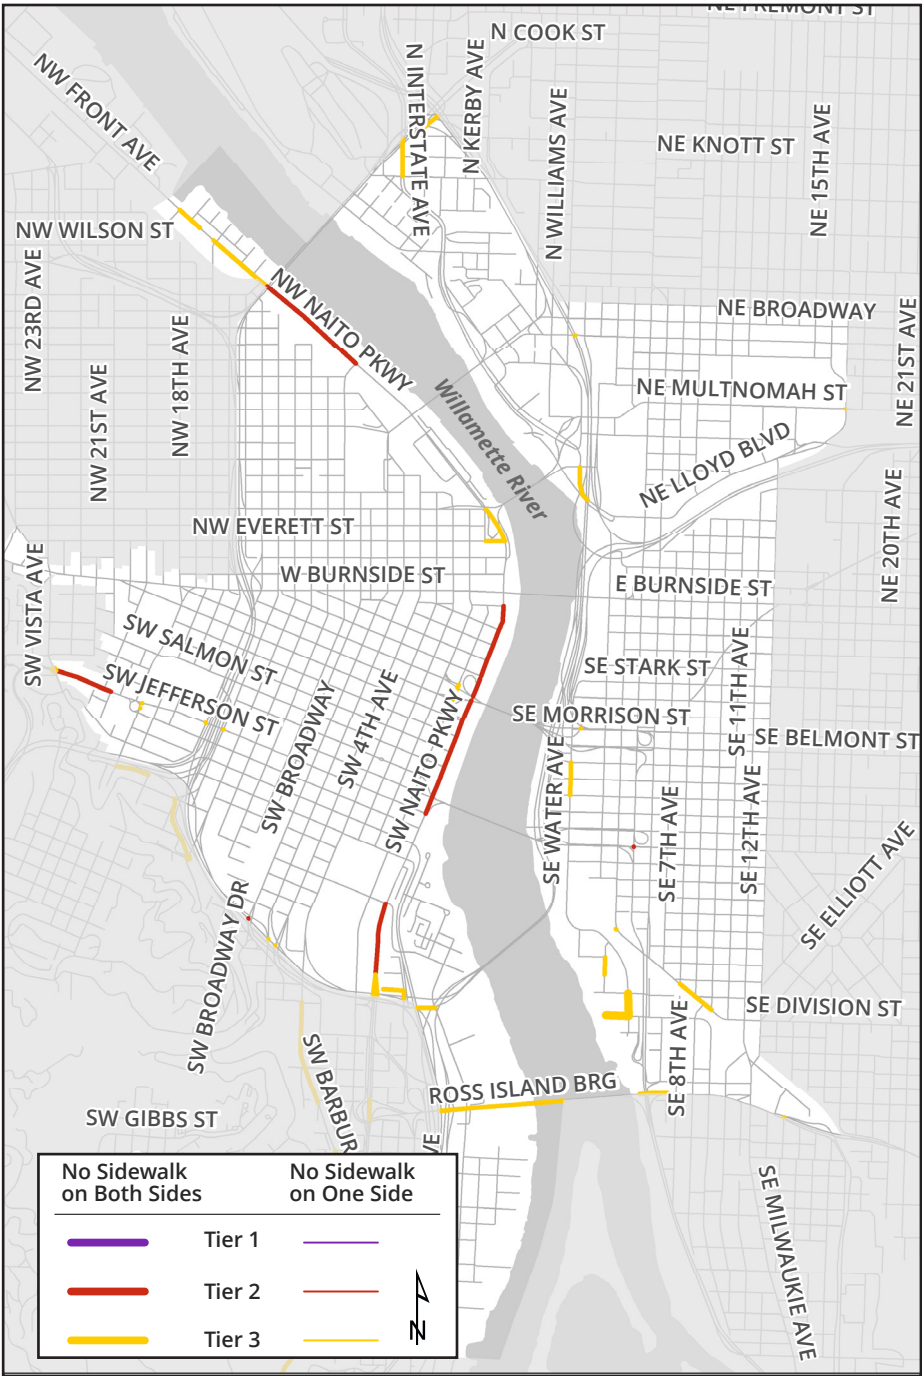 NE FREMONT ST
N COOK ST
NW FRONT AVE
N INTERSTATE AVE
N KERBY AVE
N WILLIAMS AVE
NE KNOTT ST
NE 15TH AVE
NW WILSON ST
NW 23RD AVE
NW NAITO PKWY
NE BROADWAY
NW 18TH AVE
NE 21ST AVE
NW 21ST AVE
NE MULTNOMAH ST
Willamette River
NE LLOYD BLVD
NE 20TH AVE
NW EVERETT ST
W BURNSIDE ST
E BURNSIDE ST
SW VISTA AVE
SW SALMON ST
SW JEFFERSON ST
SE STARK ST
SE 11TH AVE
SW BROADWAY
SW 4TH AVE
SW NAITO PKWY
SE MORRISON ST
SE BELMONT ST
SE WATER AVE
SE 7TH AVE
SE 12TH AVE
SE ELLIOTT AVE
SW BROADWAY DR
SE DIVISION ST
SE 8TH AVE
SW BARBUR
ROSS ISLAND BRG
SW GIBBS ST
VE
SE MILWAUKIE AVE
No Sidewalk
on Both Sides
No Sidewalk
on One Side
Tier 1
Tier 2
Tier 3
N